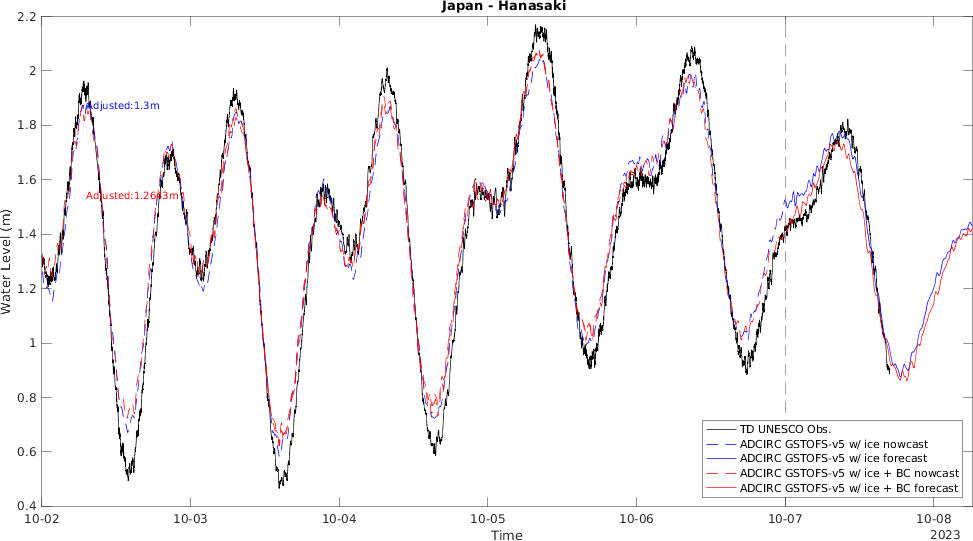 Japan - Hanasaki
2.2
2
1.8
1.6
1.4
1.2
1
0.8
0.6
0.4
Water Level (m)
Adjusted:1.3m
Adjusted:1.2643m
TD UNESCO Obs.
ADCIRC GSTOFS-v5 w/ ice nowcast
ADCIRC GSTOFS-v5 w/ ice forecast
ADCIRC GSTOFS-v5 w/ ice + BC nowcast
ADCIRC GSTOFS-v5 w/ ice + BC forecast
10-02 10-03 10-04 10-05 10-06 10-07 10-08
Time
2023